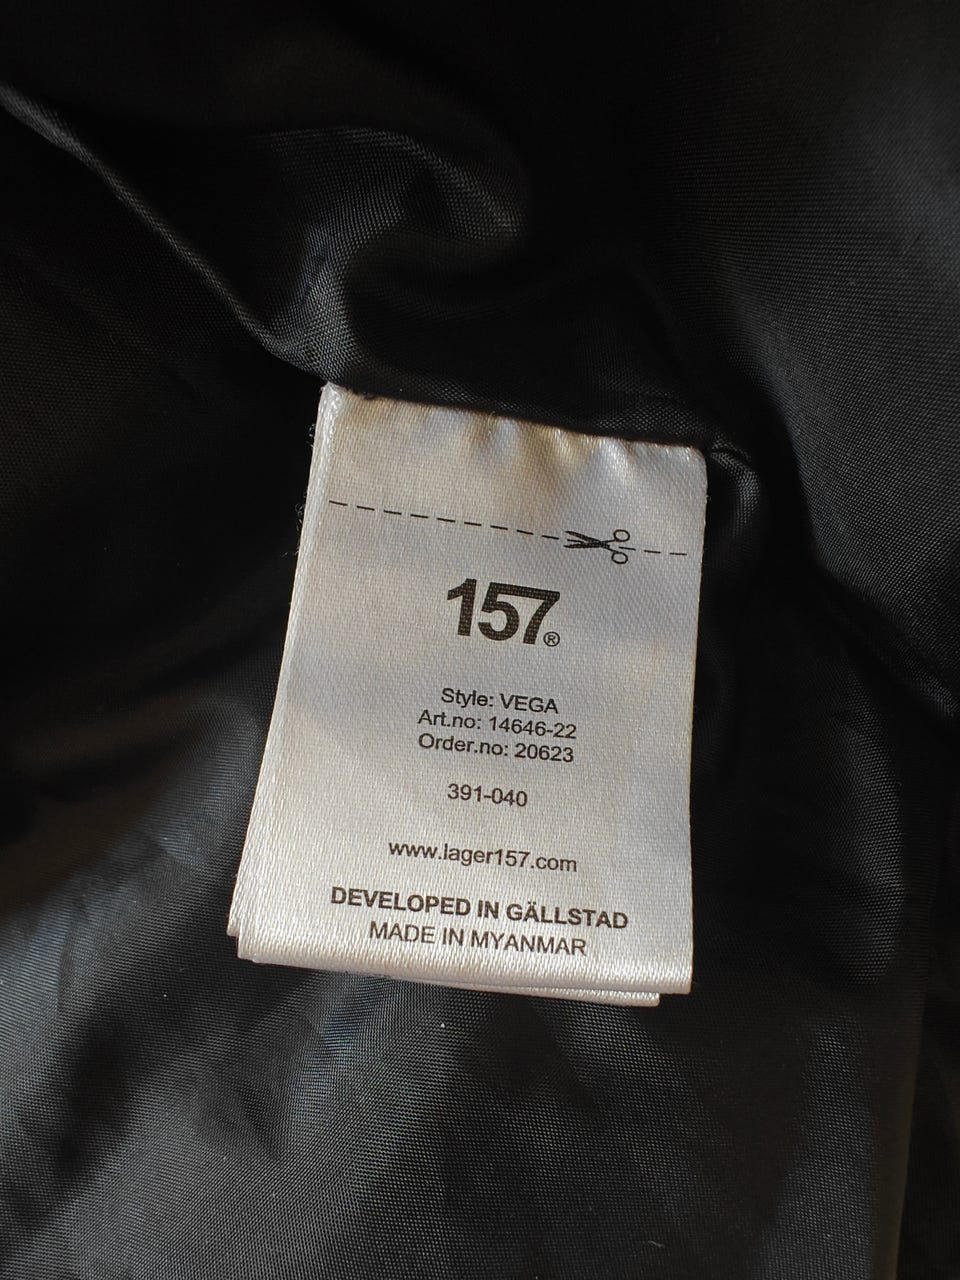 157®
Style: VEGA
Art.no: 14646-22
Order.no: 20623
391-040
www.lager157.com
DEVELOPED IN GÄLLSTAD
MADE IN MYANMAR